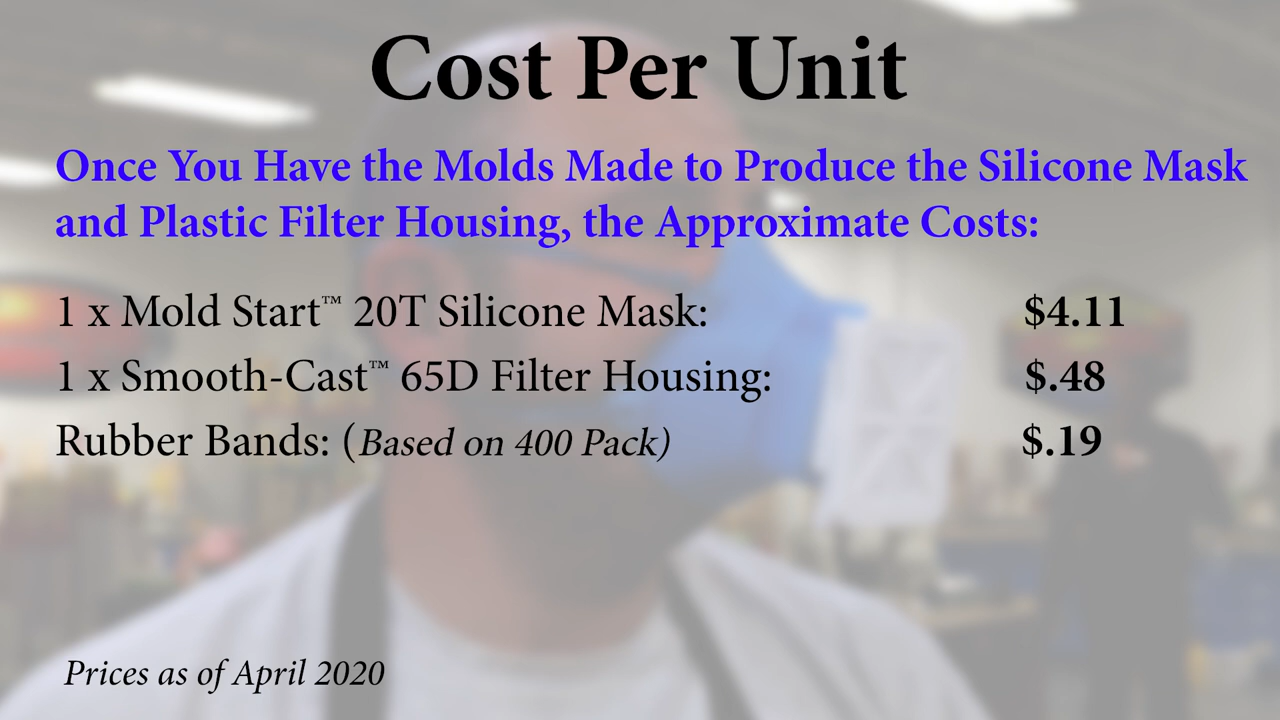 Cost Per Unit
Once You Have the Molds Made to Produce the Silicone Mask
and Plastic Filter Housing, the Approximate Costs:
1 x Mold Start™ 20T Silicone Mask: $4.11
1 x Smooth-Cast™ 65D Filter Housing: $.48
Rubber Bands: (Based on 400 Pack) $.19
Prices as of April 2020